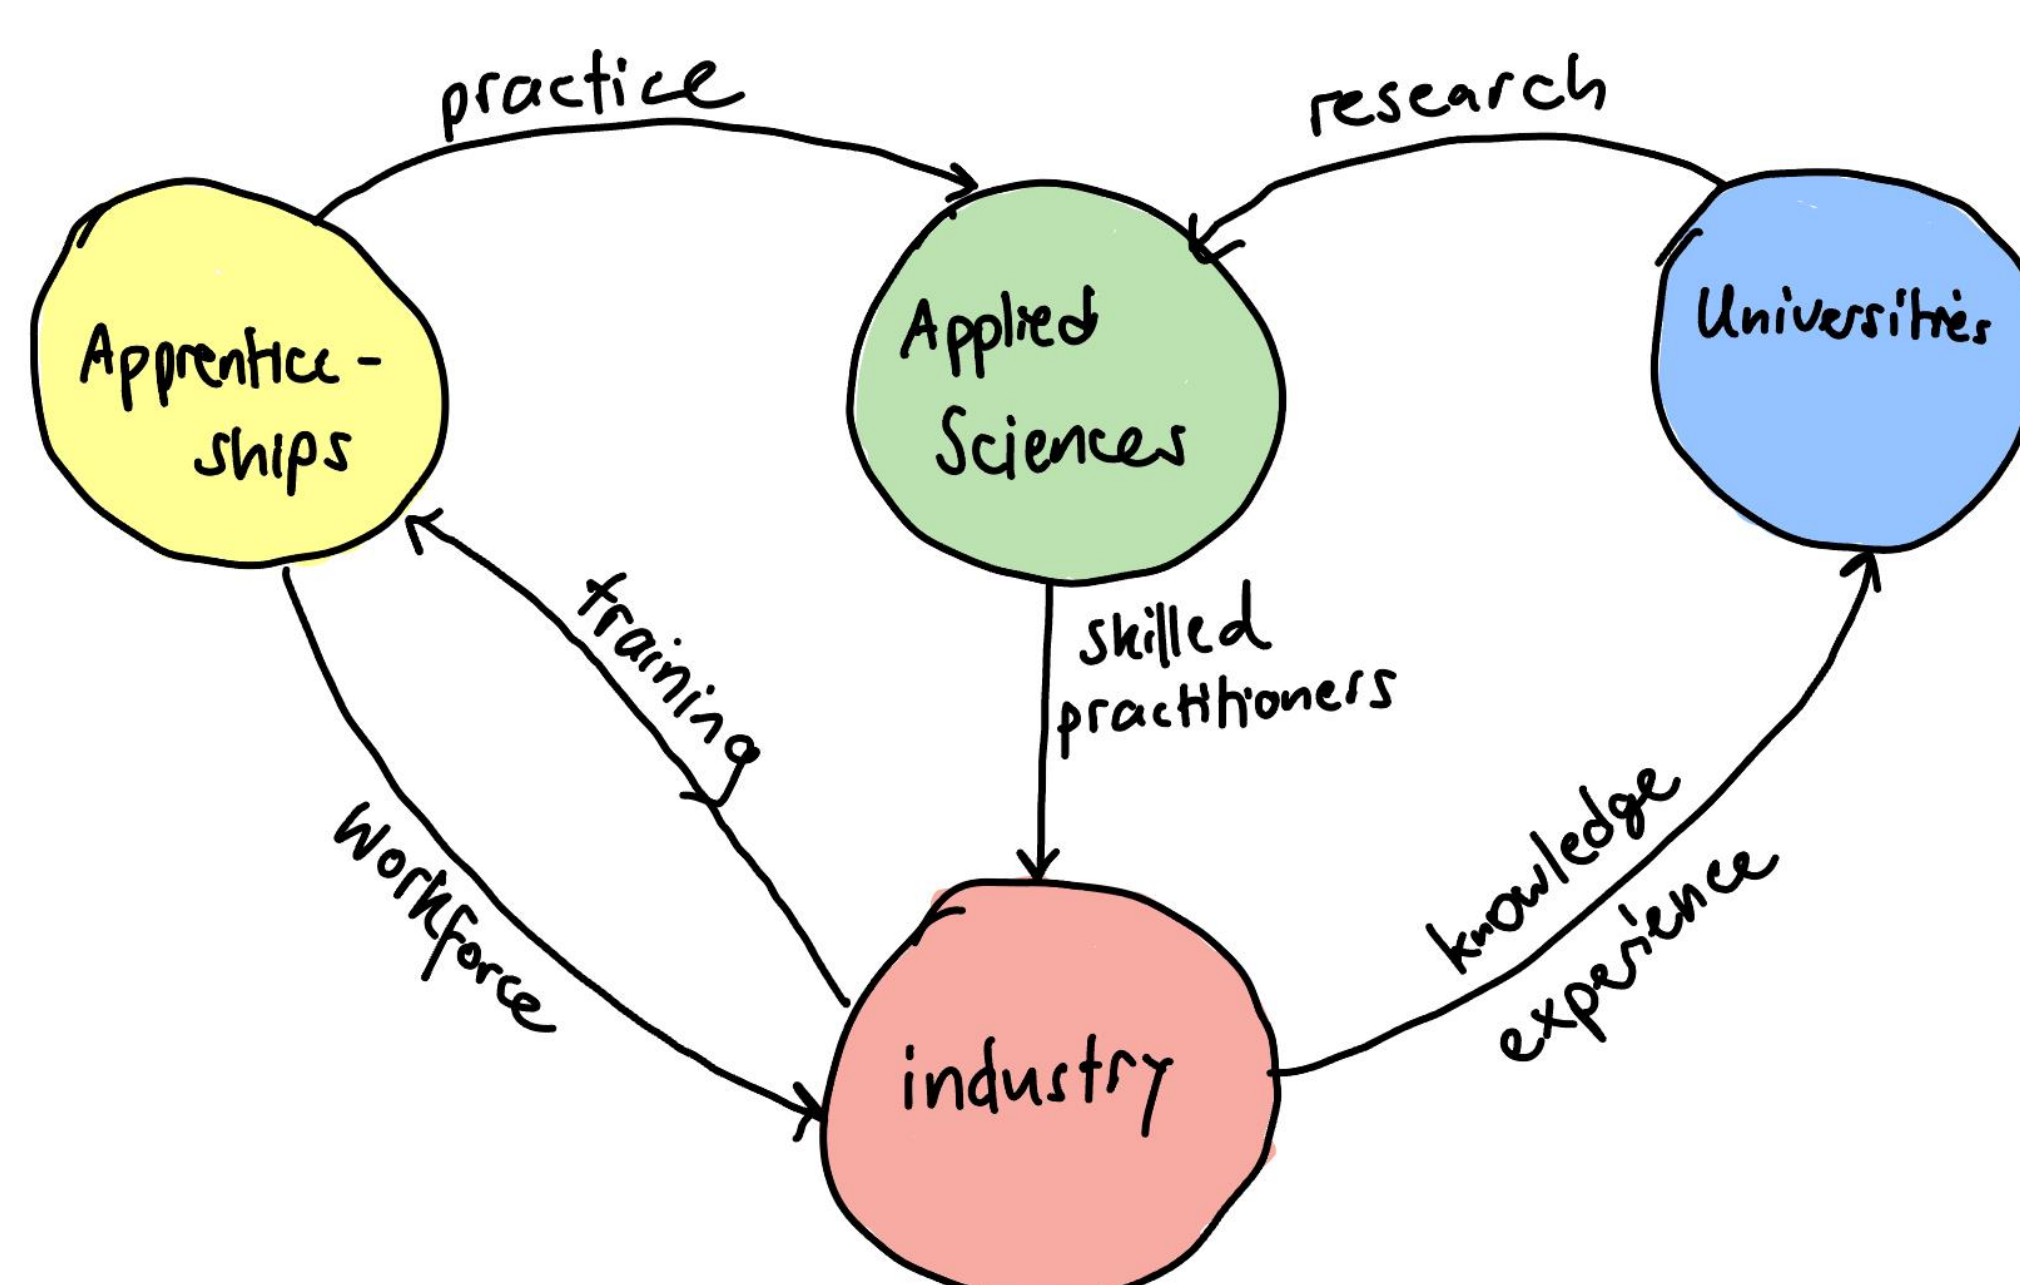 practice
research
Apprentice-
ships
Applied
Sciences
Universities
training
skilled
practitioners
Workforce
knowledge
experience
industry